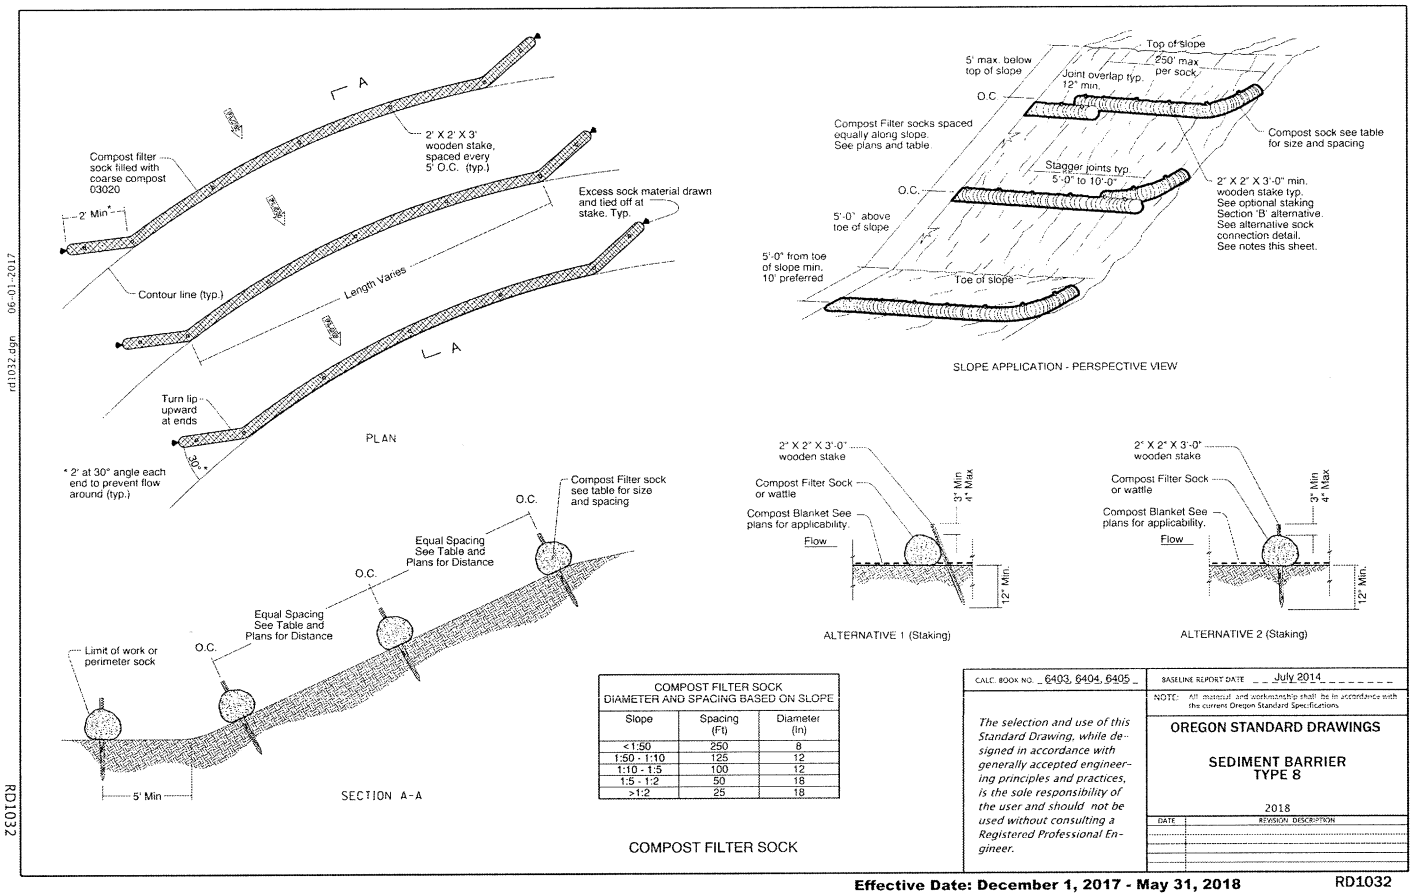 A
FLOW
Compost filter
sock filled with
coarse compost
03020
2' X 2' X 3'
wooden stake,
spaced every
5' O.C. (typ.)
2' Min*
Excess sock material drawn
and tied off at
stake. Typ.
FLOW
Contour line (typ.)
Length Varies
FLOW
A
Turn lip
upward
at ends
PLAN
30° *
* 2' at 30° angle each
end to prevent flow
around (typ.)
Top of slope
5' max. below
top of slope
250' max
per sock
Joint overlap typ.
12" min.
O.C.
Compost Filter socks spaced
equally along slope.
See plans and table.
Compost sock see table
for size and spacing
Stagger joints typ.
5'-0" to 10'-0"
O.C.
2" X 2" X 3'-0" min.
wooden stake typ.
See optional staking
Section 'B' alternative.
See alternative sock
connection detail.
See notes this sheet.
5'-0" above
toe of slope
5'-0" from toe
of slope min.
10' preferred
Toe of slope
SLOPE APPLICATION - PERSPECTIVE VIEW
Compost Filter sock
see table for size
and spacing
O.C.
Equal Spacing
See Table and
Plans for Distance
O.C.
Equal Spacing
See Table and
Plans for Distance
O.C.
Limit of work or
perimeter sock
5' Min
SECTION A-A
2" X 2" X 3'-0"
wooden stake
Compost Filter Sock
or wattle
Compost Blanket See
plans for applicability.
Flow
3" Min
4" Max
12" Min.
ALTERNATIVE 1 (Staking)
2" X 2" X 3'-0"
wooden stake
Compost Filter Sock
or wattle
Compost Blanket See
plans for applicability.
Flow
3" Min
4" Max
12" Min.
ALTERNATIVE 2 (Staking)
COMPOST FILTER SOCK
DIAMETER AND SPACING BASED ON SLOPE
Slope Spacing (Ft) Diameter (In)
<1:50 250 8
1:50 - 1:10 125 12
1:10 - 1:5 100 12
1:5 - 1:2 50 18
>1:2 25 18
COMPOST FILTER SOCK
CALC. BOOK NO. 6403, 6404, 6405
BASELINE REPORT DATE July 2014
NOTE: All material and workmanship shall be in accordance with
the current Oregon Standard Specifications
The selection and use of this
Standard Drawing, while de-
signed in accordance with
generally accepted engineer-
ing principles and practices,
is the sole responsibility of
the user and should not be
used without consulting a
Registered Professional En-
gineer.
OREGON STANDARD DRAWINGS
SEDIMENT BARRIER
TYPE 8
2018
DATE REVISION DESCRIPTION
Effective Date: December 1, 2017 - May 31, 2018
RD1032
rd1032.dgn 06-01-2017
RD1032